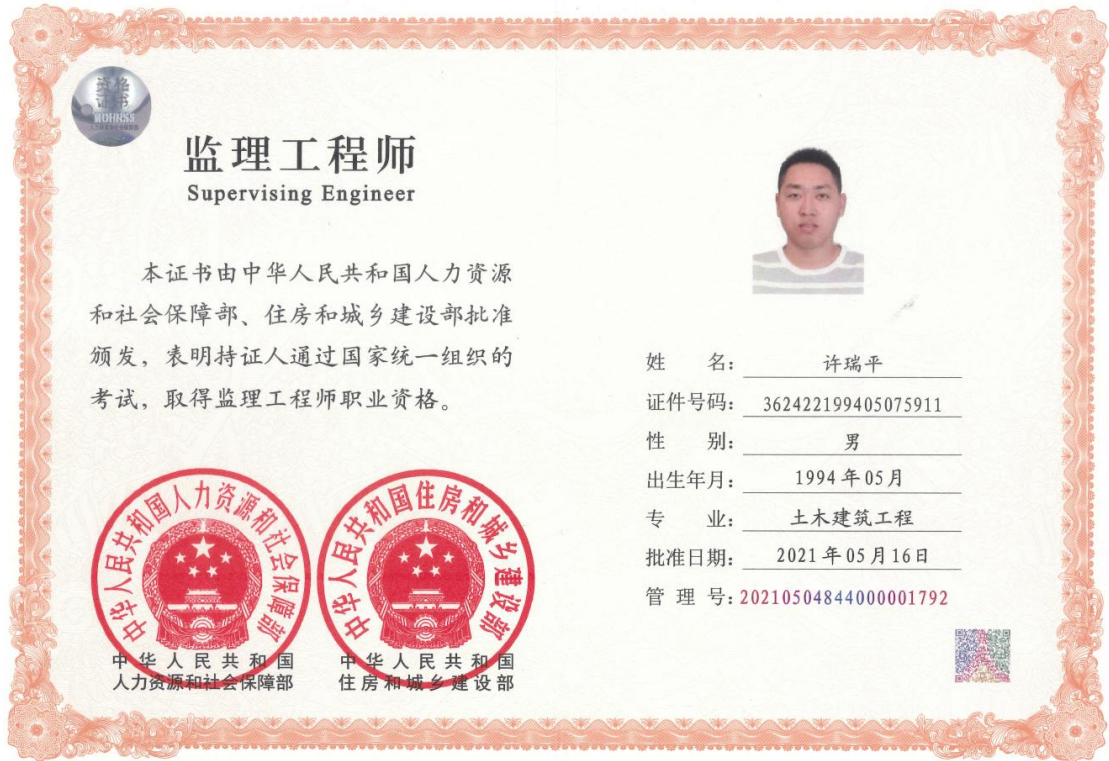 资格
证书
MOHRSS
监理工程师
Supervising Engineer
本证书由中华人民共和国人力资源
和社会保障部、住房和城乡建设部批准
颁发，表明持证人通过国家统一组织的
考试，取得监理工程师职业资格。
中华人民共和国人力资源和社会保障部
中华人民共和国
人力资源和社会保障部
中华人民共和国住房和城乡建设部
中华人民共和国
住房和城乡建设部
姓 名： 许瑞平
证件号码： 362422199405075911
性 别： 男
出生年月： 1994年05月
专 业： 土木建筑工程
批准日期： 2021年05月16日
管 理 号： 20210504844000001792